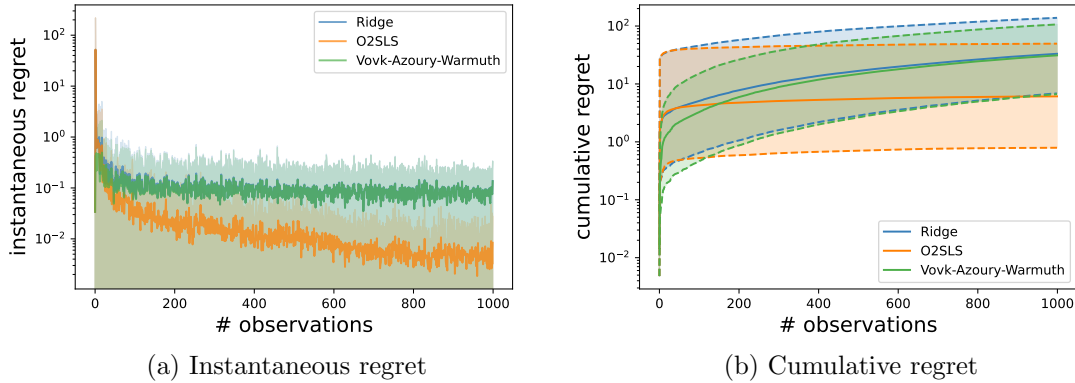 instantaneous regret
10²
10¹
10⁰
10⁻¹
10⁻²
Ridge
O2SLS
Vovk-Azoury-Warmuth
0 200 400 600 800 1000
# observations
(a) Instantaneous regret
cumulative regret
10²
10¹
10⁰
10⁻¹
10⁻²
Ridge
O2SLS
Vovk-Azoury-Warmuth
0 200 400 600 800 1000
# observations
(b) Cumulative regret